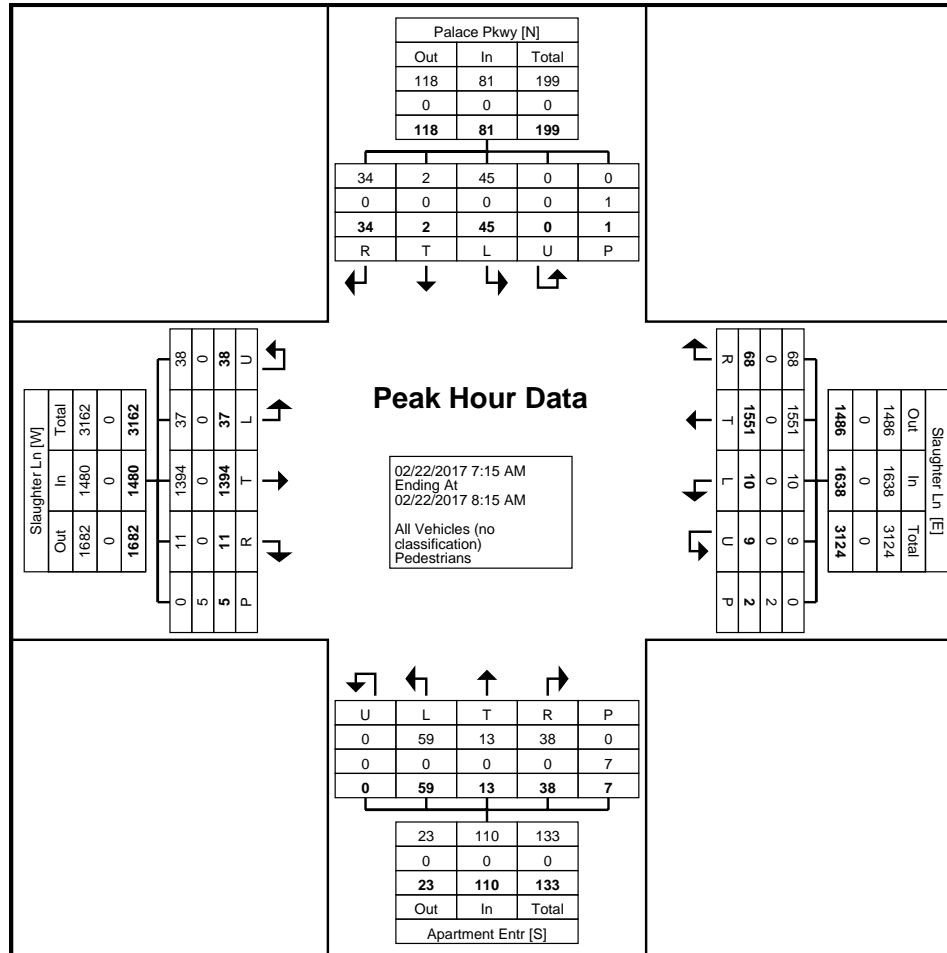 Palace Pkwy [N]
Out In Total
118 81 199
0 0 0
118 81 199
34 2 45 0 0
0 0 0 0 1
34 2 45 0 1
R T L U P
Slaughter Ln [W]
Total In Out
3162 1480 1682
0 0 0
3162 1480 1682
38 37 1394 11 0
0 0 0 0 5
38 37 1394 11 5
U L T R P
Peak Hour Data
02/22/2017 7:15 AM
Ending At
02/22/2017 8:15 AM
All Vehicles (no
classification)
Pedestrians
R T L U P
68 1551 10 9 2
0 0 0 0 2
68 1551 10 9 0
1486 1638 3124
0 0 0
1486 1638 3124
Out In Total
Slaughter Ln [E]
U L T R P
0 59 13 38 0
0 0 0 0 7
0 59 13 38 7
23 110 133
0 0 0
23 110 133
Out In Total
Apartment Entr [S]